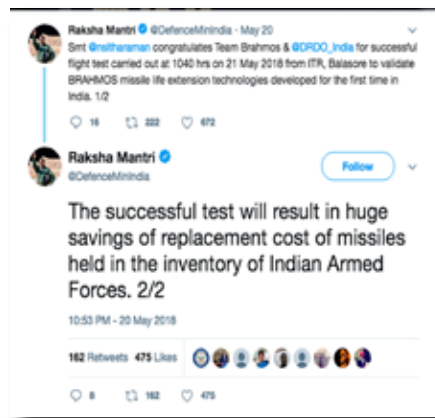 Raksha Mantri @DefenceMinIndia - May 20
Smt @nsitharaman congratulates Team Brahmos & @DRDO_India for successful
flight test carried out at 1040 hrs on 21 May 2018 from ITR, Balasore to validate
BRAHMOS missile life extension technologies developed for the first time in
India. 1/2
16 222 672
Raksha Mantri
@DefenceMinIndia
Follow
The successful test will result in huge
savings of replacement cost of missiles
held in the inventory of Indian Armed
Forces. 2/2
10:53 PM - 20 May 2018
162 Retweets 475 Likes
8 162 475